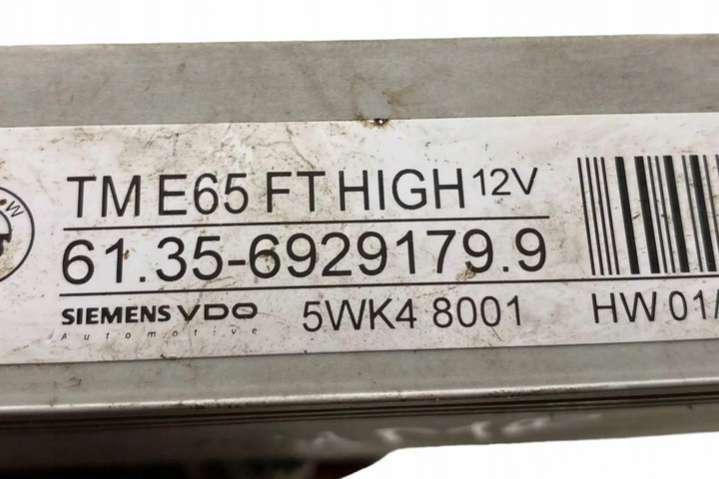 TM E65 FT HIGH 12V
61.35-6929179.9
SIEMENS VDO 5WK4 8001 HW 01/
Automotive